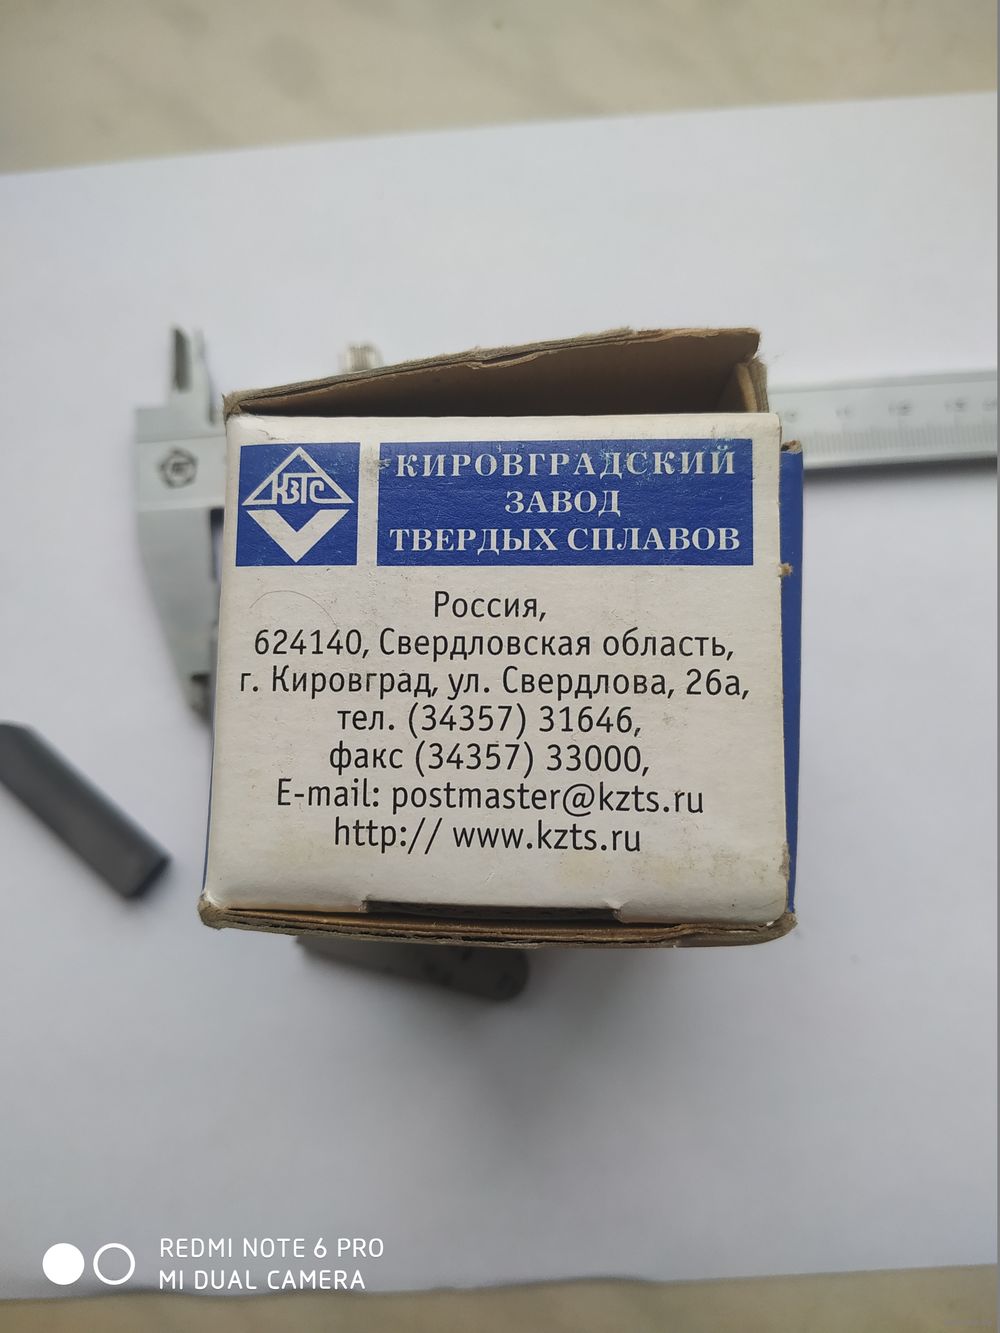 КЗТС
КИРОВГРАДСКИЙ
ЗАВОД
ТВЕРДЫХ СПЛАВОВ
Россия,
624140, Свердловская область,
г. Кировград, ул. Свердлова, 26а,
тел. (34357) 31646,
факс (34357) 33000,
E-mail: postmaster@kzts.ru
http:// www.kzts.ru
REDMI NOTE 6 PRO
MI DUAL CAMERA